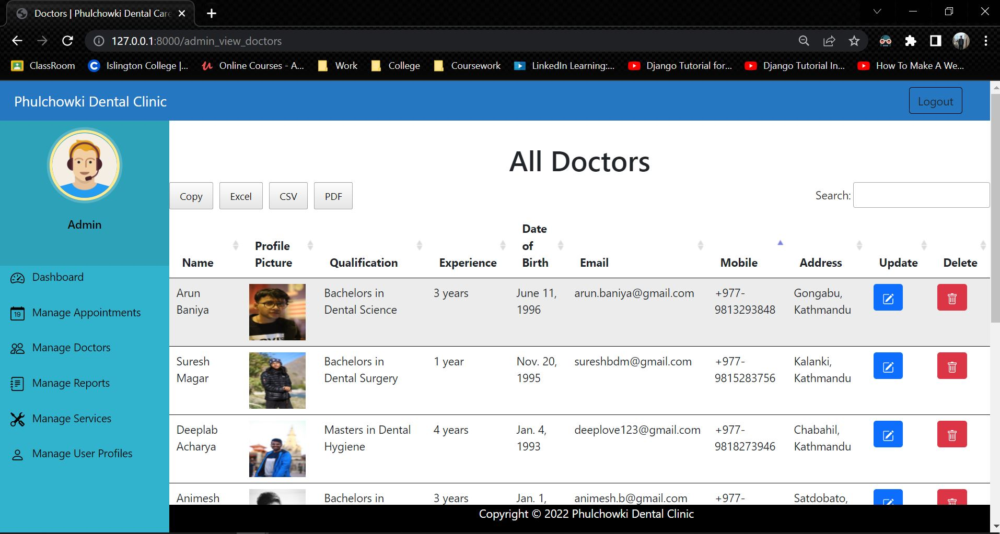 Doctors | Phulchowki Dental Care
127.0.0.1:8000/admin_view_doctors
ClassRoom
Islington College |...
Online Courses - A...
Work
College
Coursework
LinkedIn Learning:...
Django Tutorial for...
Django Tutorial In...
How To Make A We...
Phulchowki Dental Clinic
Logout
Admin
Dashboard
19
Manage Appointments
Manage Doctors
Manage Reports
Manage Services
Manage User Profiles
All Doctors
Copy
Excel
CSV
PDF
Search:
Name
Profile
Picture
Qualification
Experience
Date
of
Birth
Email
Mobile
Address
Update
Delete
Arun
Baniya
Bachelors in
Dental Science
3 years
June 11,
1996
arun.baniya@gmail.com
+977-
9813293848
Gongabu,
Kathmandu
Suresh
Magar
Bachelors in
Dental Surgery
1 year
Nov. 20,
1995
sureshbdm@gmail.com
+977-
9815283756
Kalanki,
Kathmandu
Deeplab
Acharya
Masters in Dental
Hygiene
4 years
Jan. 4,
1993
deeplove123@gmail.com
+977-
9818273946
Chabahil,
Kathmandu
Animesh
Bachelors in
3 years
Jan. 1,
animesh.b@gmail.com
+977-
Satdobato,
Copyright © 2022 Phulchowki Dental Clinic